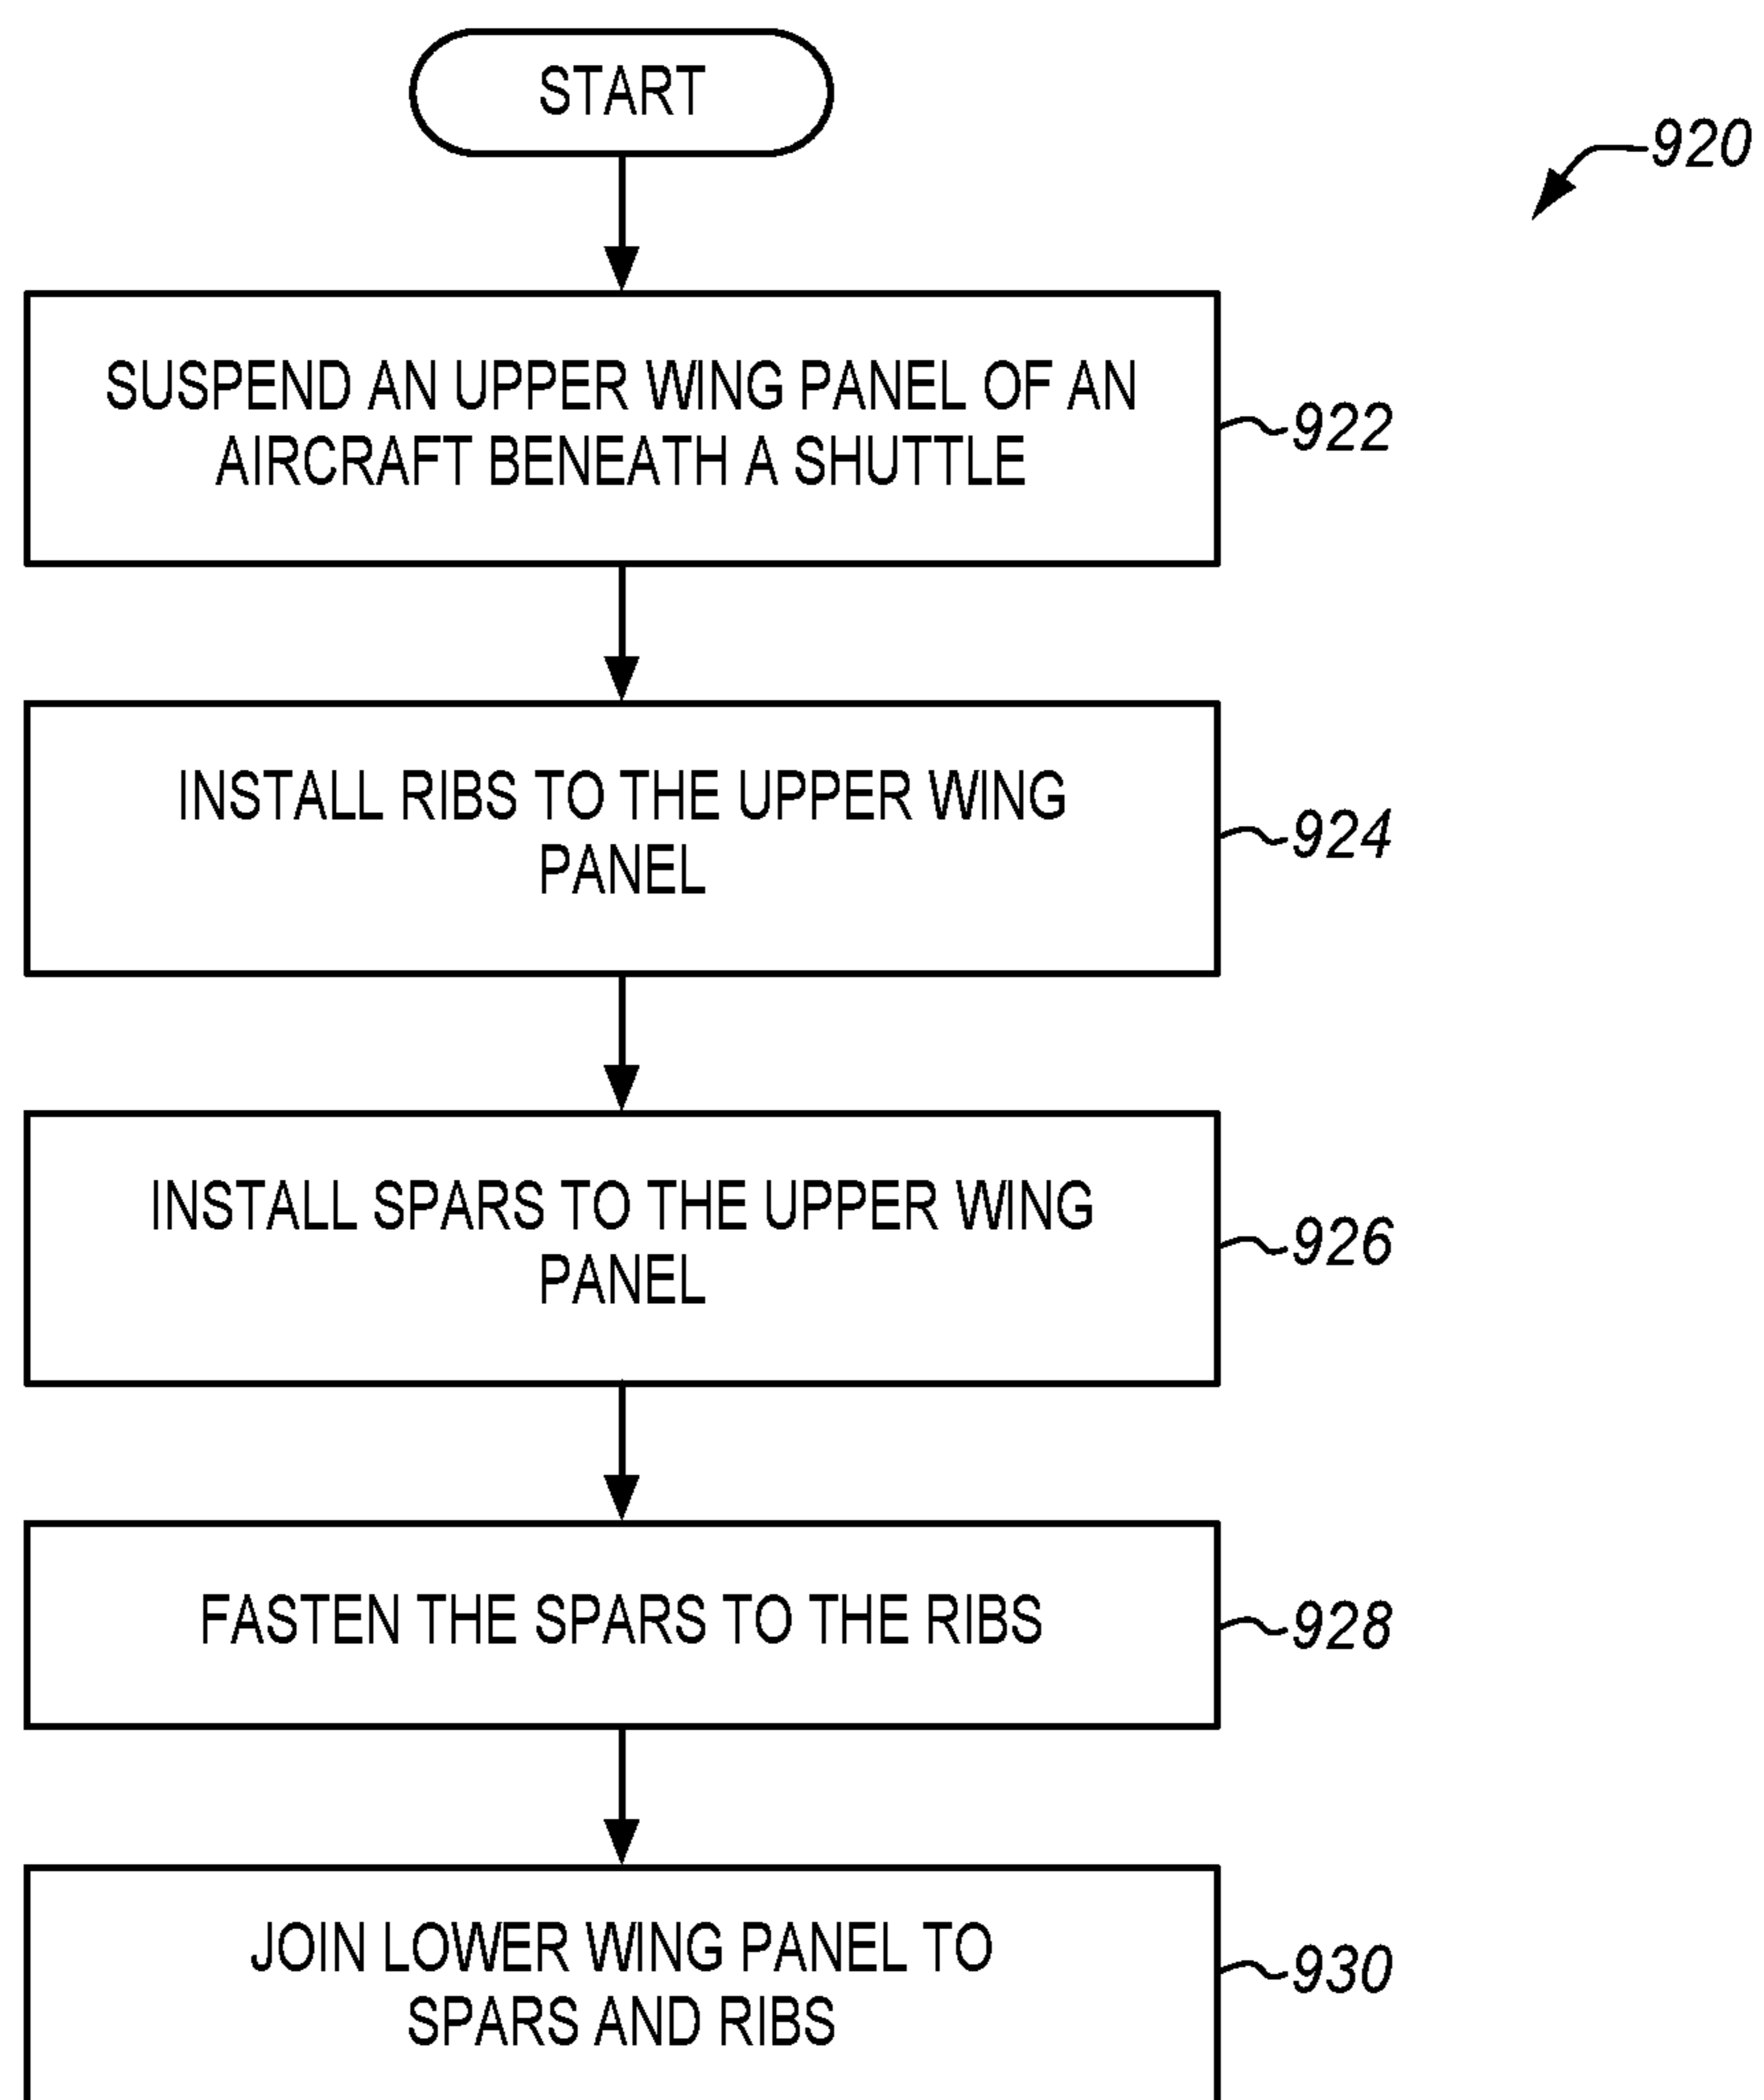 START
920
SUSPEND AN UPPER WING PANEL OF AN
AIRCRAFT BENEATH A SHUTTLE
922
INSTALL RIBS TO THE UPPER WING
PANEL
924
INSTALL SPARS TO THE UPPER WING
PANEL
926
FASTEN THE SPARS TO THE RIBS
928
JOIN LOWER WING PANEL TO
SPARS AND RIBS
930